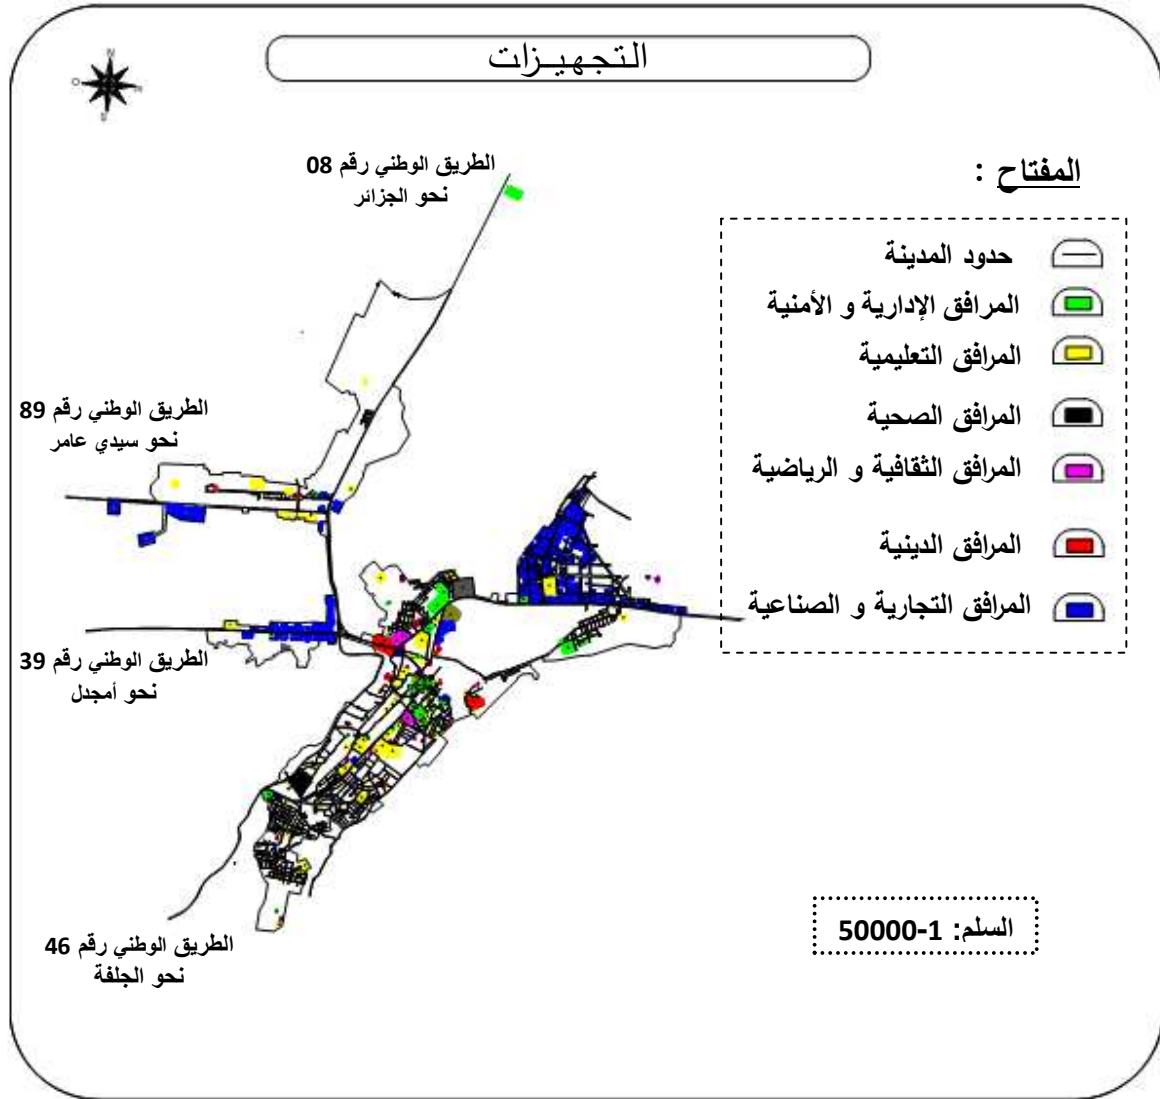 التجهيـزات
N
O
S
الطريق الوطني رقم 08
نحو الجزائر
المفتاح :
حدود المدينة
المرافق الإدارية و الأمنية
المرافق التعليمية
المرافق الصحية
المرافق الثقافية و الرياضية
المرافق الدينية
المرافق التجارية و الصناعية
الطريق الوطني رقم 89
نحو سيدي عامر
الطريق الوطني رقم 39
نحو أمجدل
الطريق الوطني رقم 46
نحو الجلفة
السلم: 1-50000